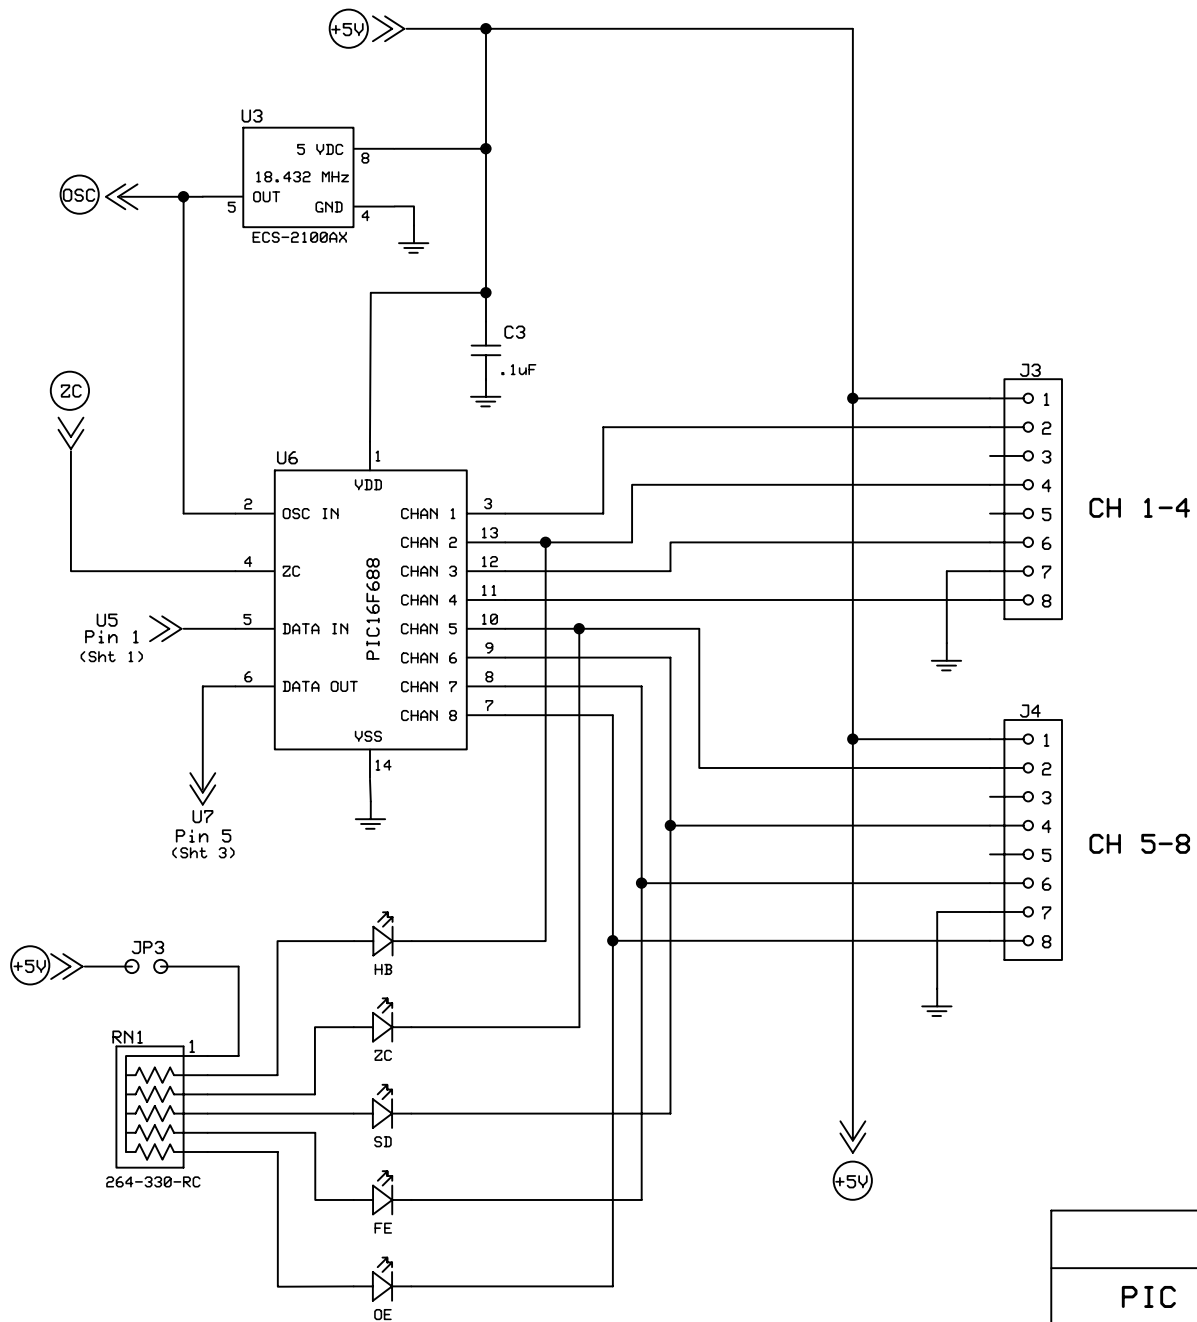 +5V
U3
5 VDC
8
18.432 MHz
OSC
5
OUT
GND
4
ECS-2100AX
C3
.1uF
ZC
J3
1
2
3
4
5
6
7
8
CH 1-4
U6
1
VDD
2
OSC IN
CHAN 1
3
CHAN 2
13
4
ZC
CHAN 3
12
PIC16F688
CHAN 4
11
U5
Pin 1
(Sht 1)
5
DATA IN
CHAN 5
10
CHAN 6
9
6
DATA OUT
CHAN 7
8
CHAN 8
7
VSS
14
U7
Pin 5
(Sht 3)
J4
1
2
3
4
5
6
7
8
CH 5-8
+5V
JP3
HB
RN1
1
ZC
SD
264-330-RC
+5V
FE
OE
PIC